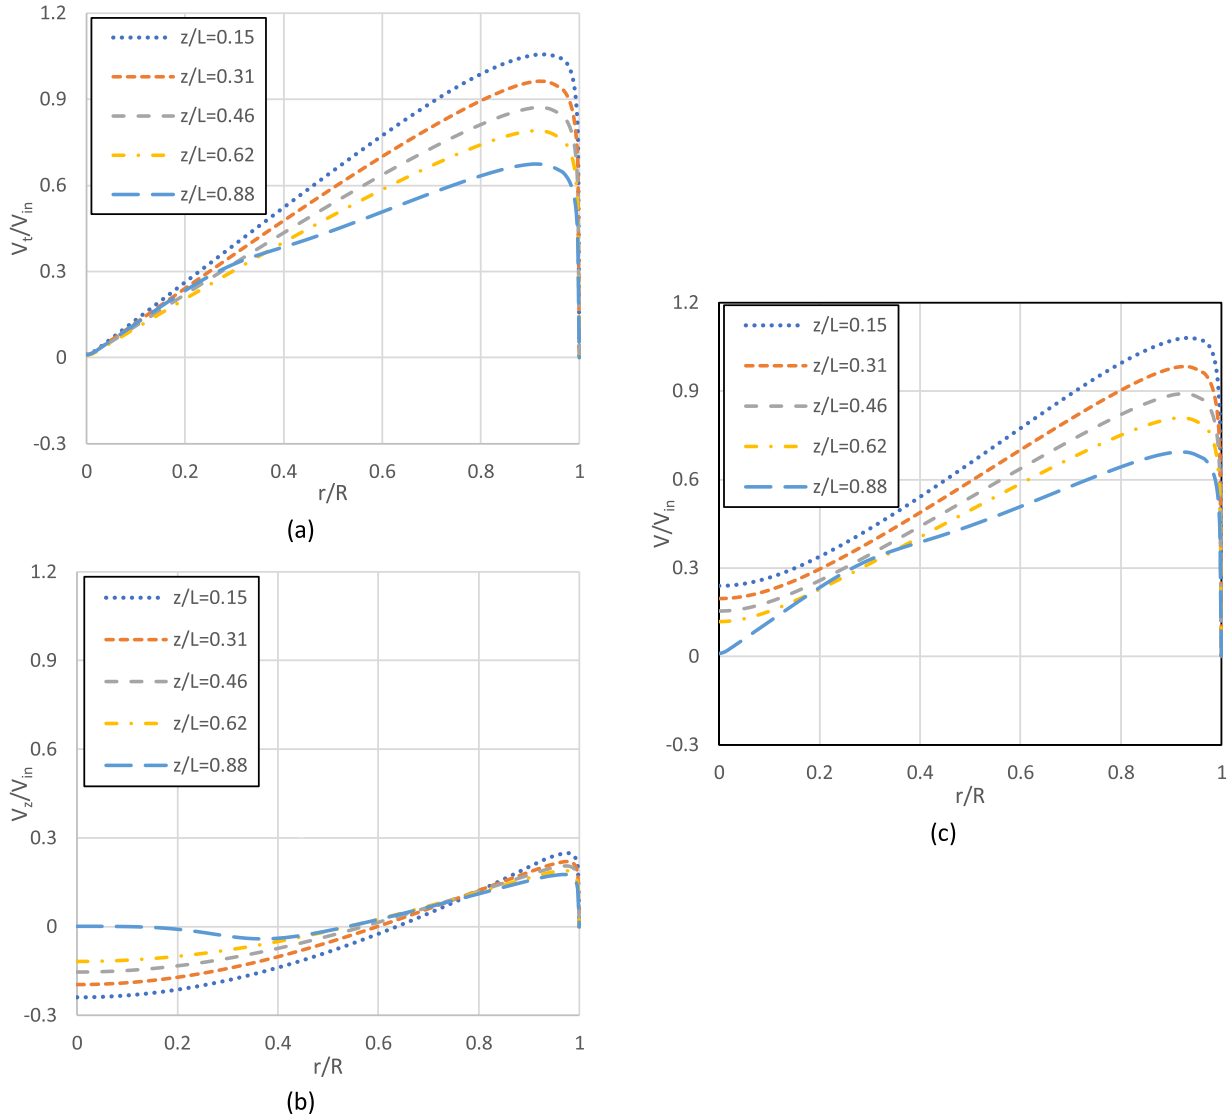 1.2
0.9
0.6
0.3
0
-0.3
V_t/V_in
z/L=0.15
z/L=0.31
z/L=0.46
z/L=0.62
z/L=0.88
0 0.2 0.4 0.6 0.8 1
r/R
(a)
1.2
0.9
0.6
0.3
0
-0.3
V_z/V_in
z/L=0.15
z/L=0.31
z/L=0.46
z/L=0.62
z/L=0.88
0 0.2 0.4 0.6 0.8 1
r/R
(b)
1.2
0.9
0.6
0.3
0
-0.3
V/V_in
z/L=0.15
z/L=0.31
z/L=0.46
z/L=0.62
z/L=0.88
0 0.2 0.4 0.6 0.8 1
r/R
(c)